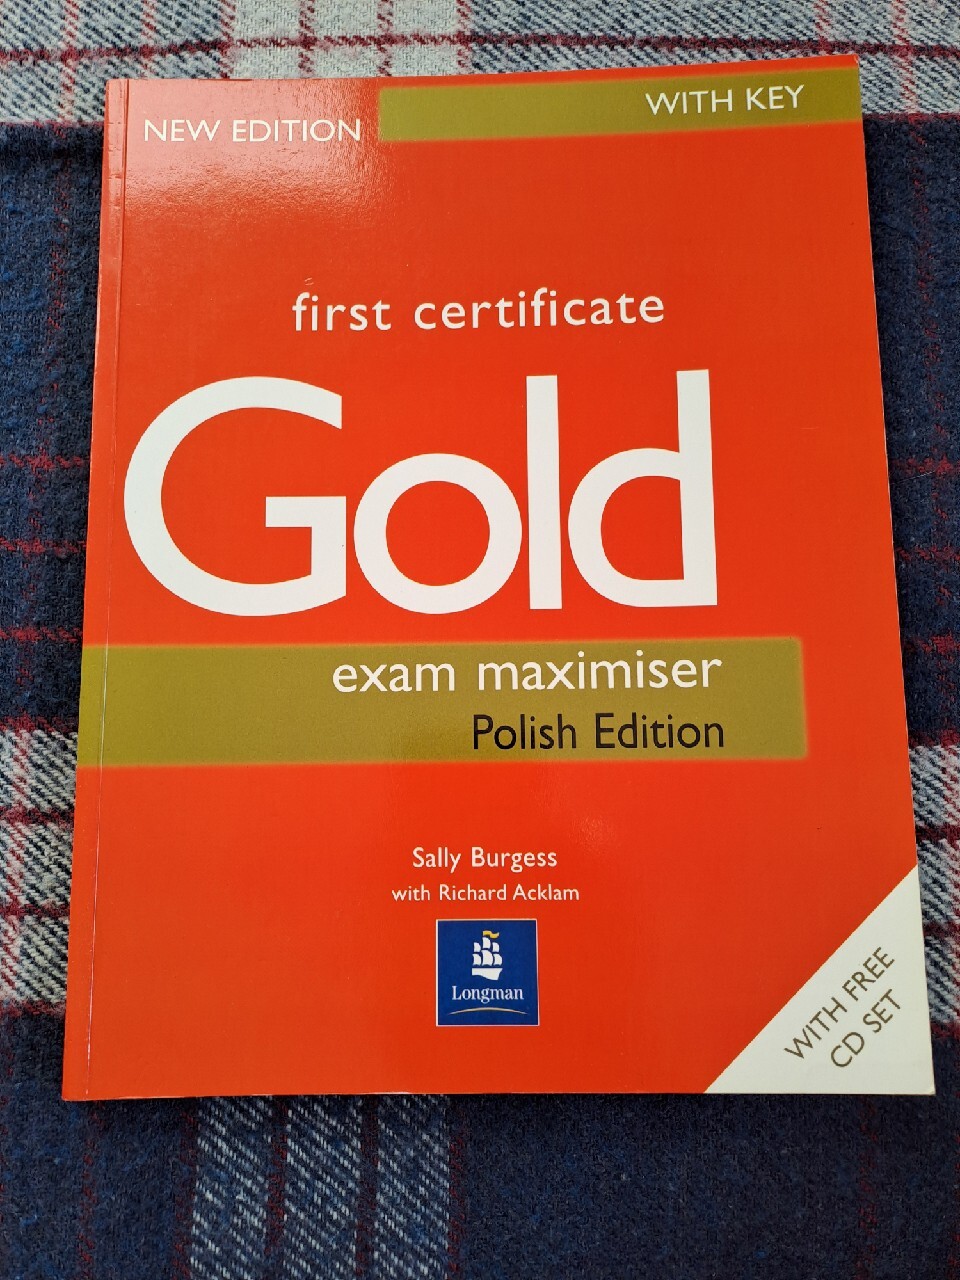 NEW EDITION
WITH KEY
first certificate
Gold
exam maximiser
Polish Edition
Sally Burgess
with Richard Acklam
Longman
WITH FREE
CD SET